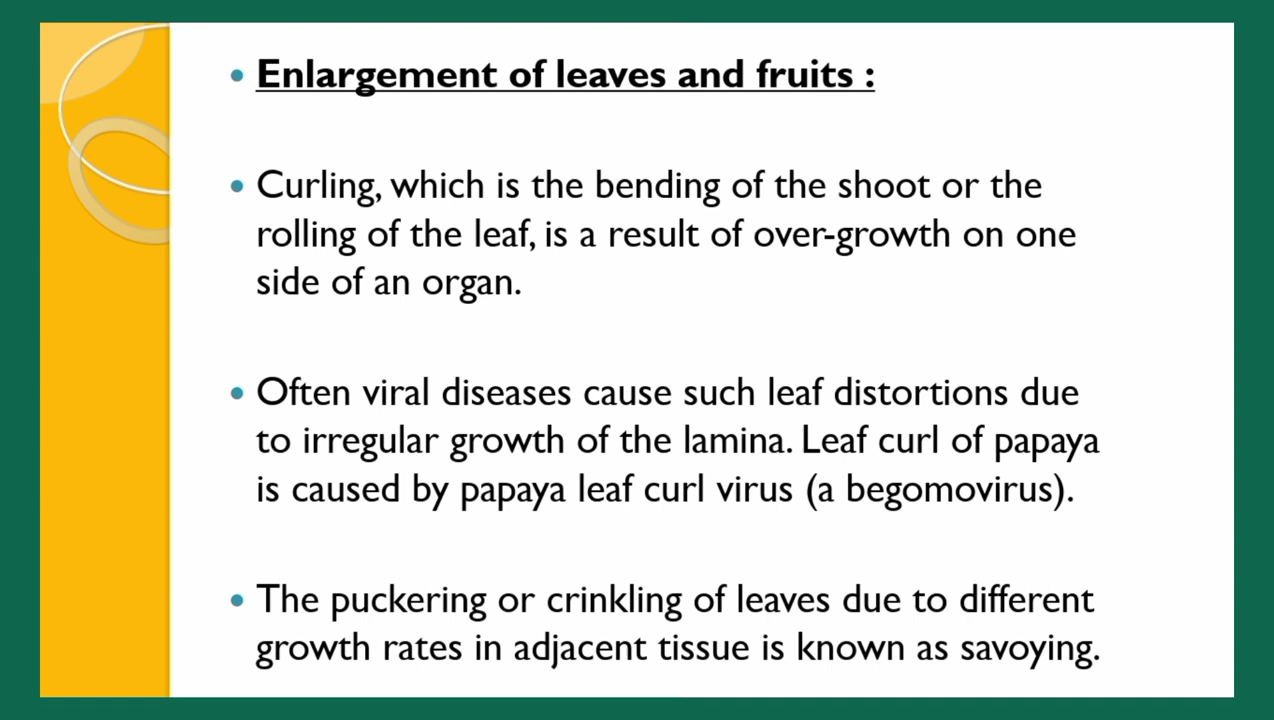 • Enlargement of leaves and fruits :
• Curling, which is the bending of the shoot or the
rolling of the leaf, is a result of over-growth on one
side of an organ.
• Often viral diseases cause such leaf distortions due
to irregular growth of the lamina. Leaf curl of papaya
is caused by papaya leaf curl virus (a begomovirus).
• The puckering or crinkling of leaves due to different
growth rates in adjacent tissue is known as savoying.